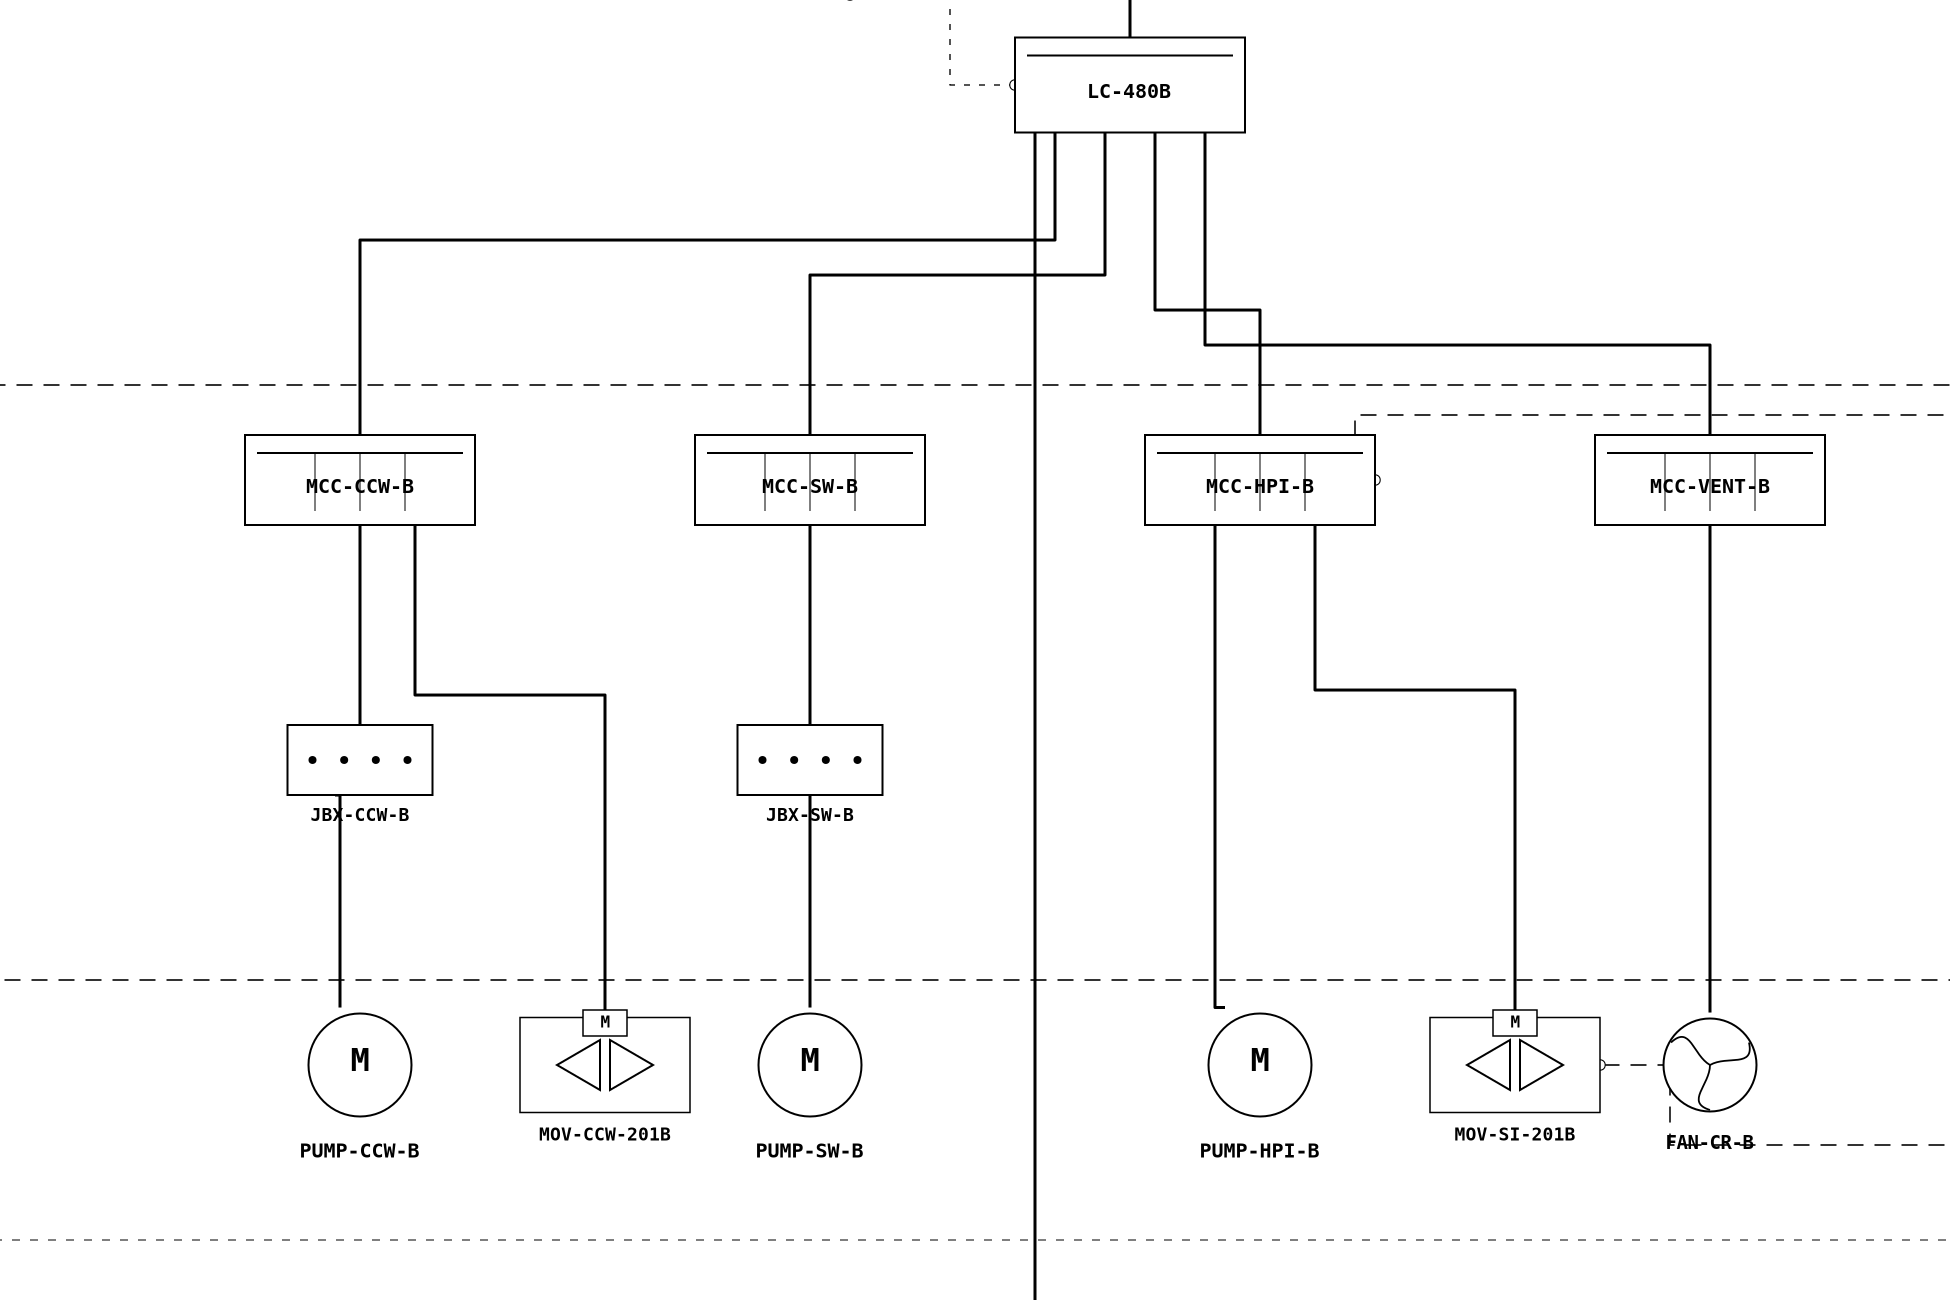 LC-480B
MCC-CCW-B
MCC-SW-B
MCC-HPI-B
MCC-VENT-B
JBX-CCW-B
JBX-SW-B
M
M
M
M
M
MOV-CCW-201B
MOV-SI-201B
FAN-CR-B
PUMP-CCW-B
PUMP-SW-B
PUMP-HPI-B